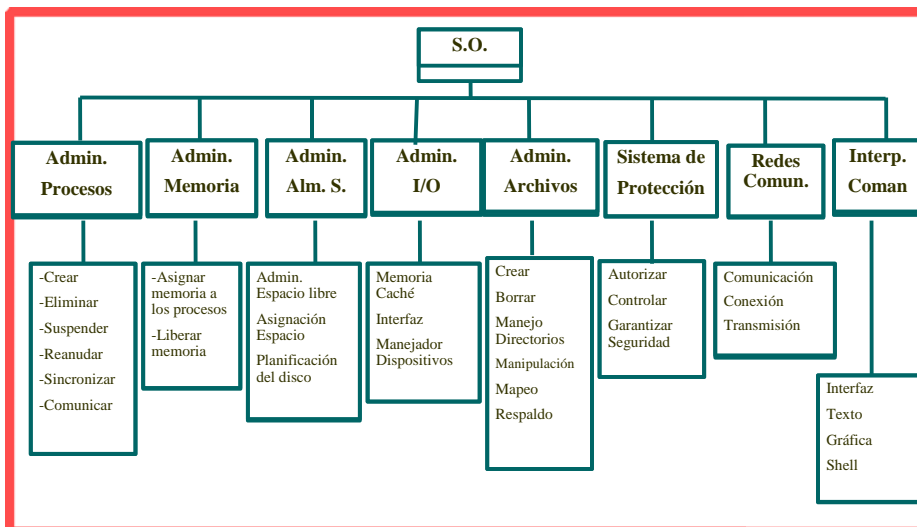 S.O.
Admin.
Procesos
Admin.
Memoria
Admin.
Alm. S.
Admin.
I/O
Admin.
Archivos
Sistema de
Protección
Redes
Comun.
Interp.
Coman
-Crear
-Eliminar
-Suspender
-Reanudar
-Sincronizar
-Comunicar
-Asignar
memoria a
los procesos
-Liberar
memoria
Admin.
Espacio libre
Asignación
Espacio
Planificación
del disco
Memoria
Caché
Interfaz
Manejador
Dispositivos
Crear
Borrar
Manejo
Directorios
Manipulación
Mapeo
Respaldo
Autorizar
Controlar
Garantizar
Seguridad
Comunicación
Conexión
Transmisión
Interfaz
Texto
Gráfica
Shell